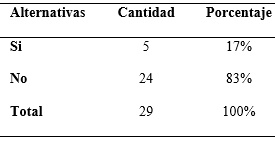 Alternativas Cantidad Porcentaje
Si 5 17%
No 24 83%
Total 29 100%